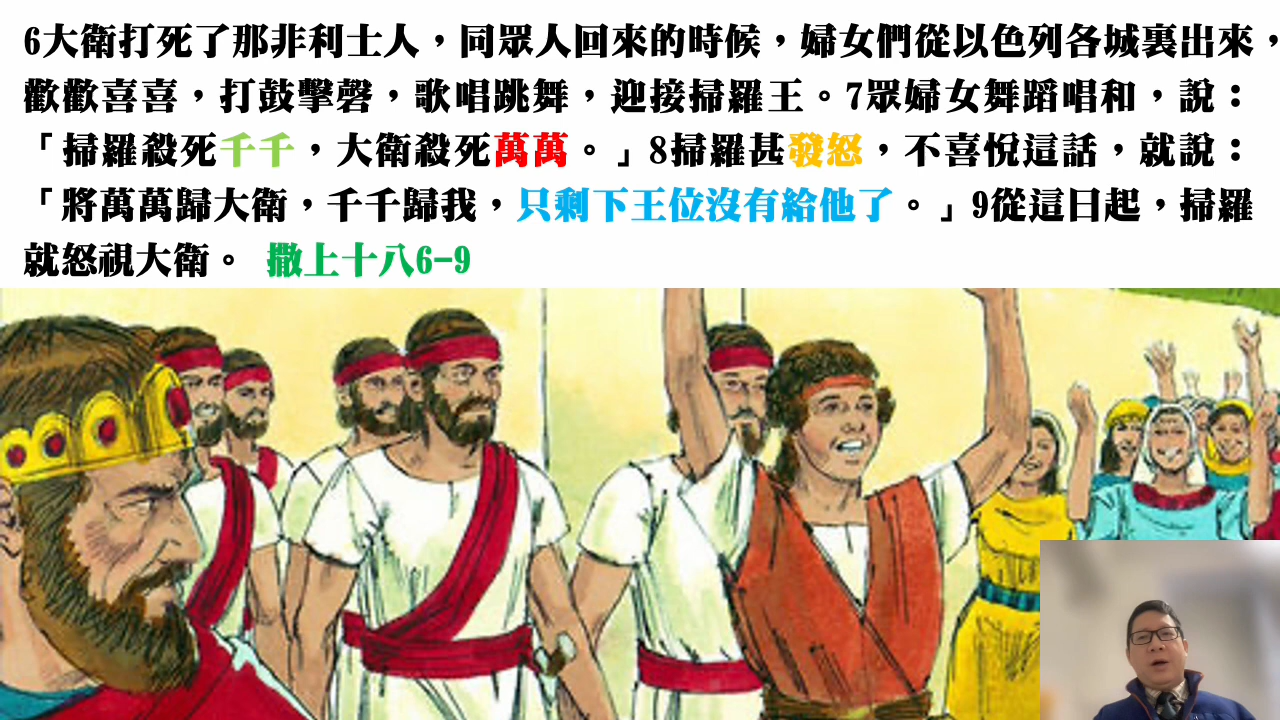 6大衛打死了那非利士人，同眾人回來的時候，婦女們從以色列各城裏出來，
歡歡喜喜，打鼓擊磬，歌唱跳舞，迎接掃羅王。7眾婦女舞蹈唱和，說：
「掃羅殺死千千，大衛殺死萬萬。」8掃羅甚發怒，不喜悅這話，就說：
「將萬萬歸大衛，千千歸我，只剩下王位沒有給他了。」9從這日起，掃羅
就怒視大衛。 撒上十八6-9